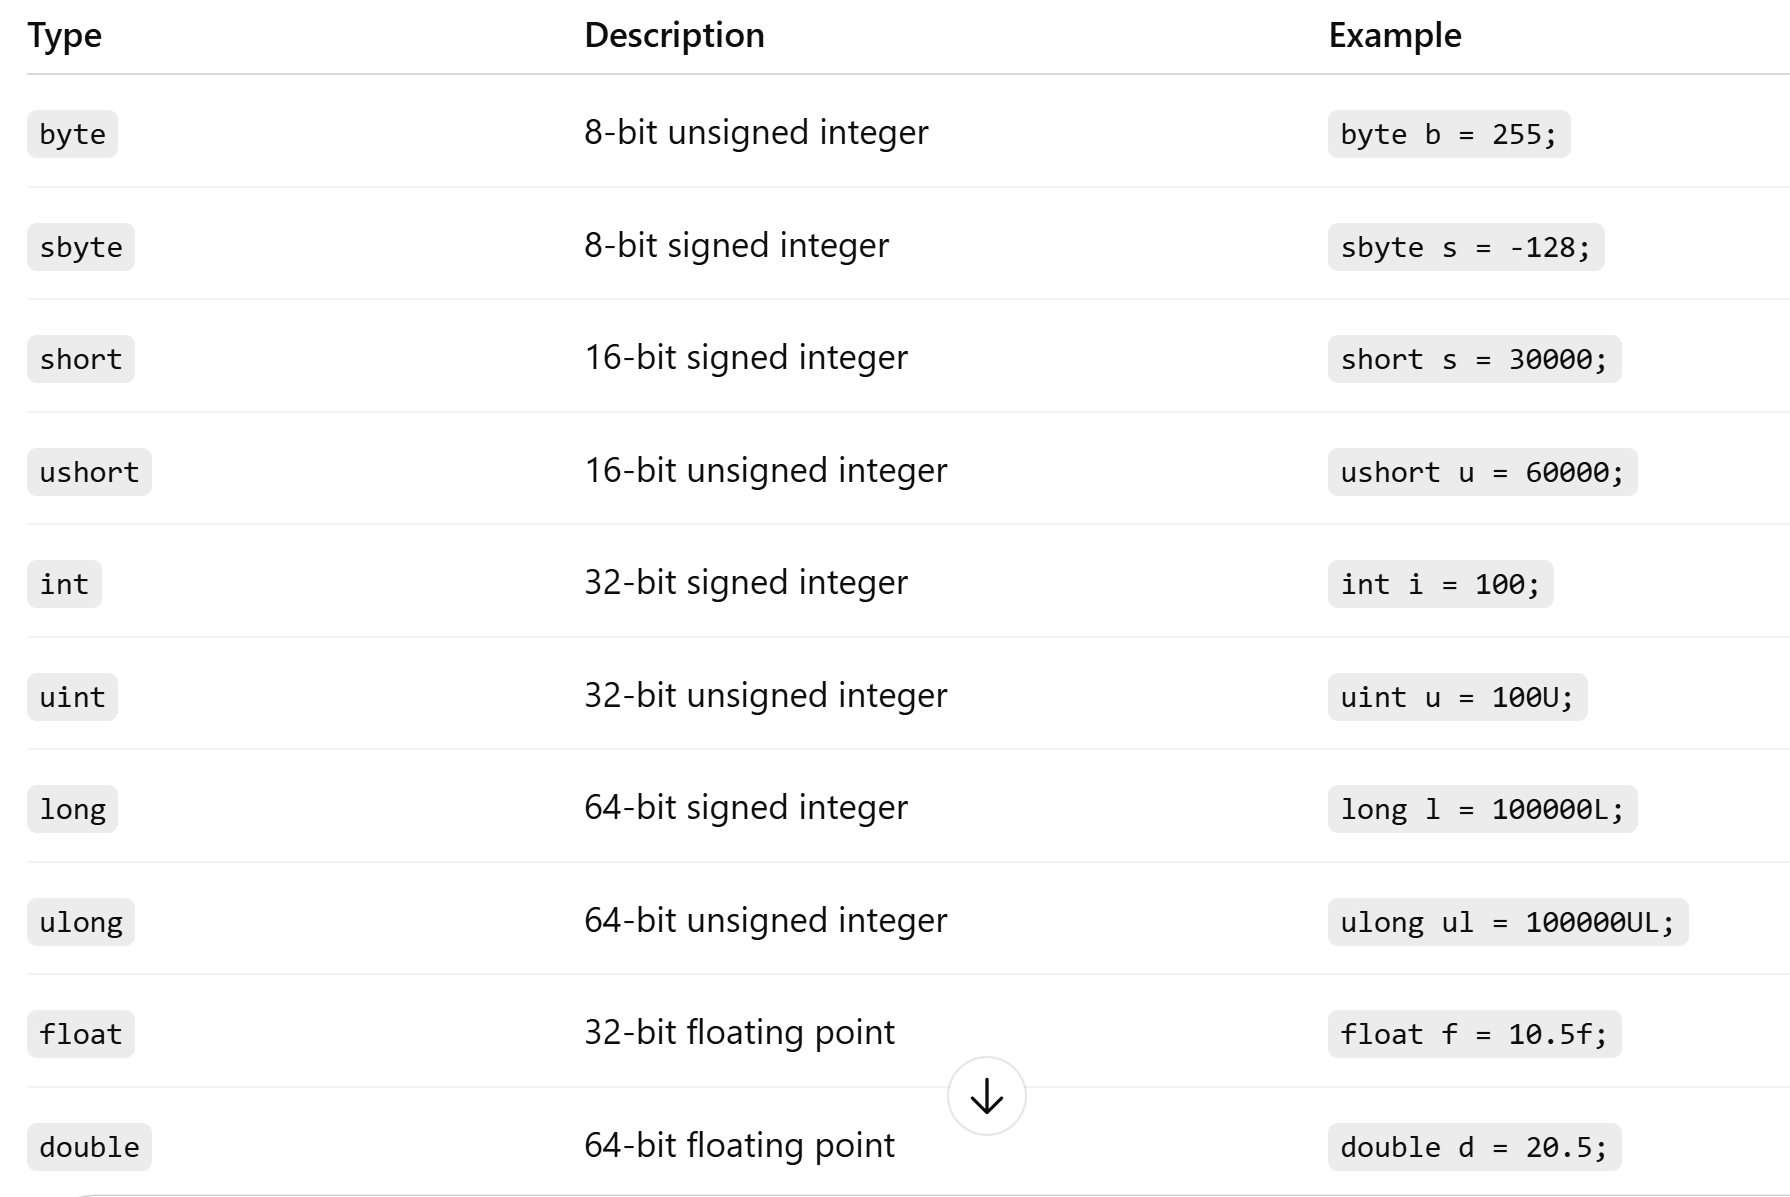 Type Description Example
byte 8-bit unsigned integer byte b = 255;
sbyte 8-bit signed integer sbyte s = -128;
short 16-bit signed integer short s = 30000;
ushort 16-bit unsigned integer ushort u = 60000;
int 32-bit signed integer int i = 100;
uint 32-bit unsigned integer uint u = 100U;
long 64-bit signed integer long l = 100000L;
ulong 64-bit unsigned integer ulong ul = 100000UL;
float 32-bit floating point float f = 10.5f;
double 64-bit floating point double d = 20.5;